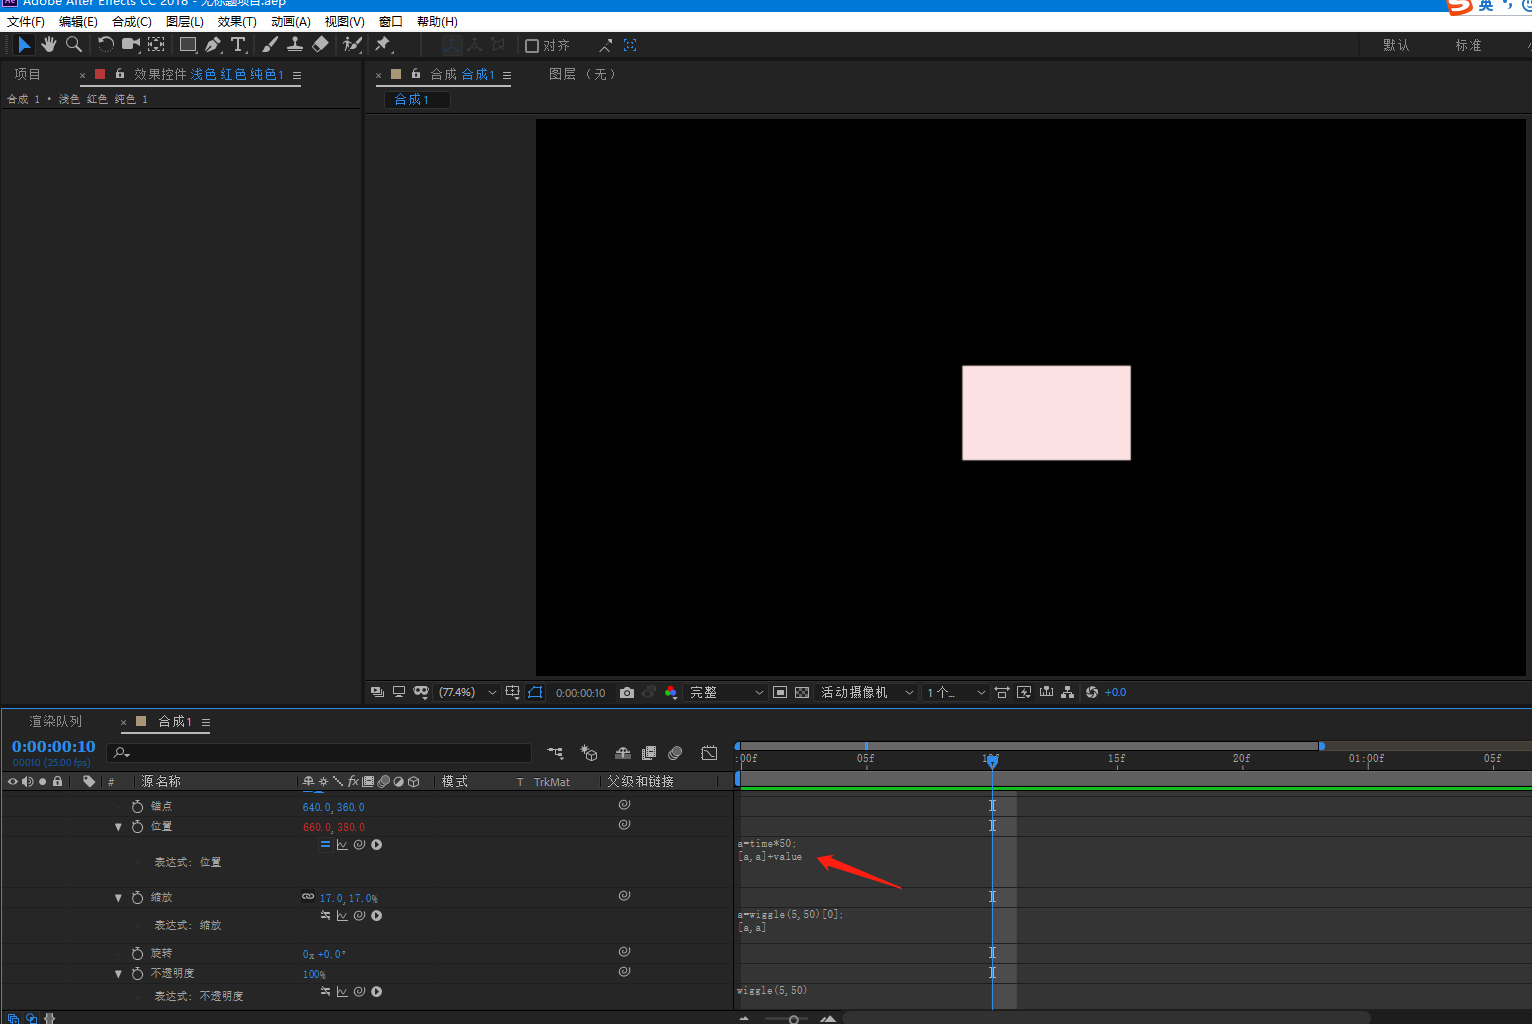 Adobe After Effects CC 2018 - 无标题项目.aep
英
文件(F) 编辑(E) 合成(C) 图层(L) 效果(T) 动画(A) 视图(V) 窗口 帮助(H)
对齐 默认 标准
项目 × 效果控件 浅色 红色 纯色 1 × 合成 合成1 图层 (无)
合成 1 • 浅色 红色 纯色 1
合成1
(77.4%) 0:00:00:10 完整 活动摄像机 1 个... +0.0
渲染队列 × 合成1
0:00:00:10
00010 (25.00 fps)
:00f 05f 10f 15f 20f 01:00f 05f
# 源名称 fx 模式 T TrkMat 父级和链接
锚点 640.0,360.0
位置 660.0,380.0
a=time*50;
[a,a]+value
表达式: 位置
缩放 17.0,17.0%
a=wiggle(5,50)[0];
[a,a]
表达式: 缩放
旋转 0x+0.0°
不透明度 100%
表达式: 不透明度 wiggle(5,50)